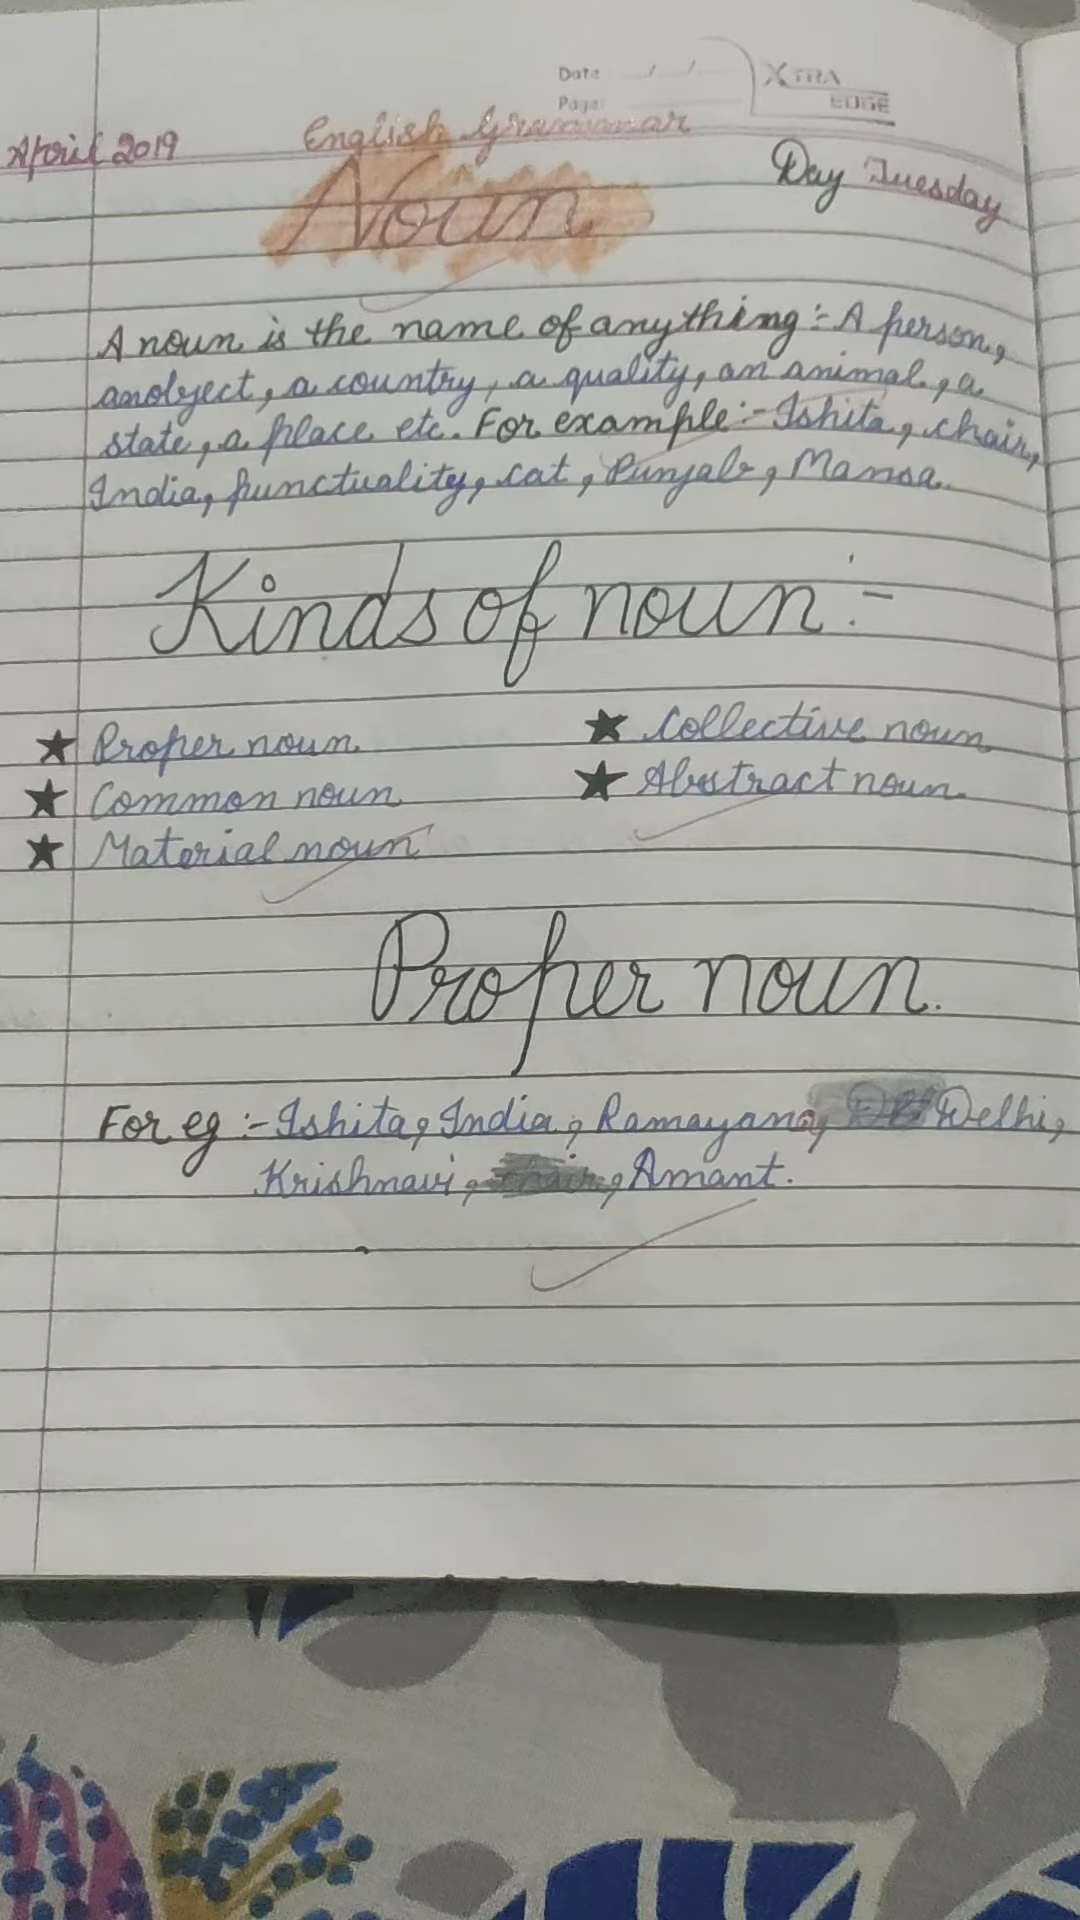 Date / / XTRA
Page EDGE
April 2019 English Grammar
Day Tuesday
Noun
A noun is the name of anything :- A person,
anobject, a country, a quality, an animal, a
state, a place etc. For example :- Ishita, chair,
India, punctuality, cat, Punjab, Mansa.
Kinds of noun :-
★ Proper noun ★ Collective noun
★ Common noun ★ Abstract noun.
★ Material noun
Proper noun.
For eg :- Ishita, India, Ramayana, Delhi,
Krishnavi, , Amant.